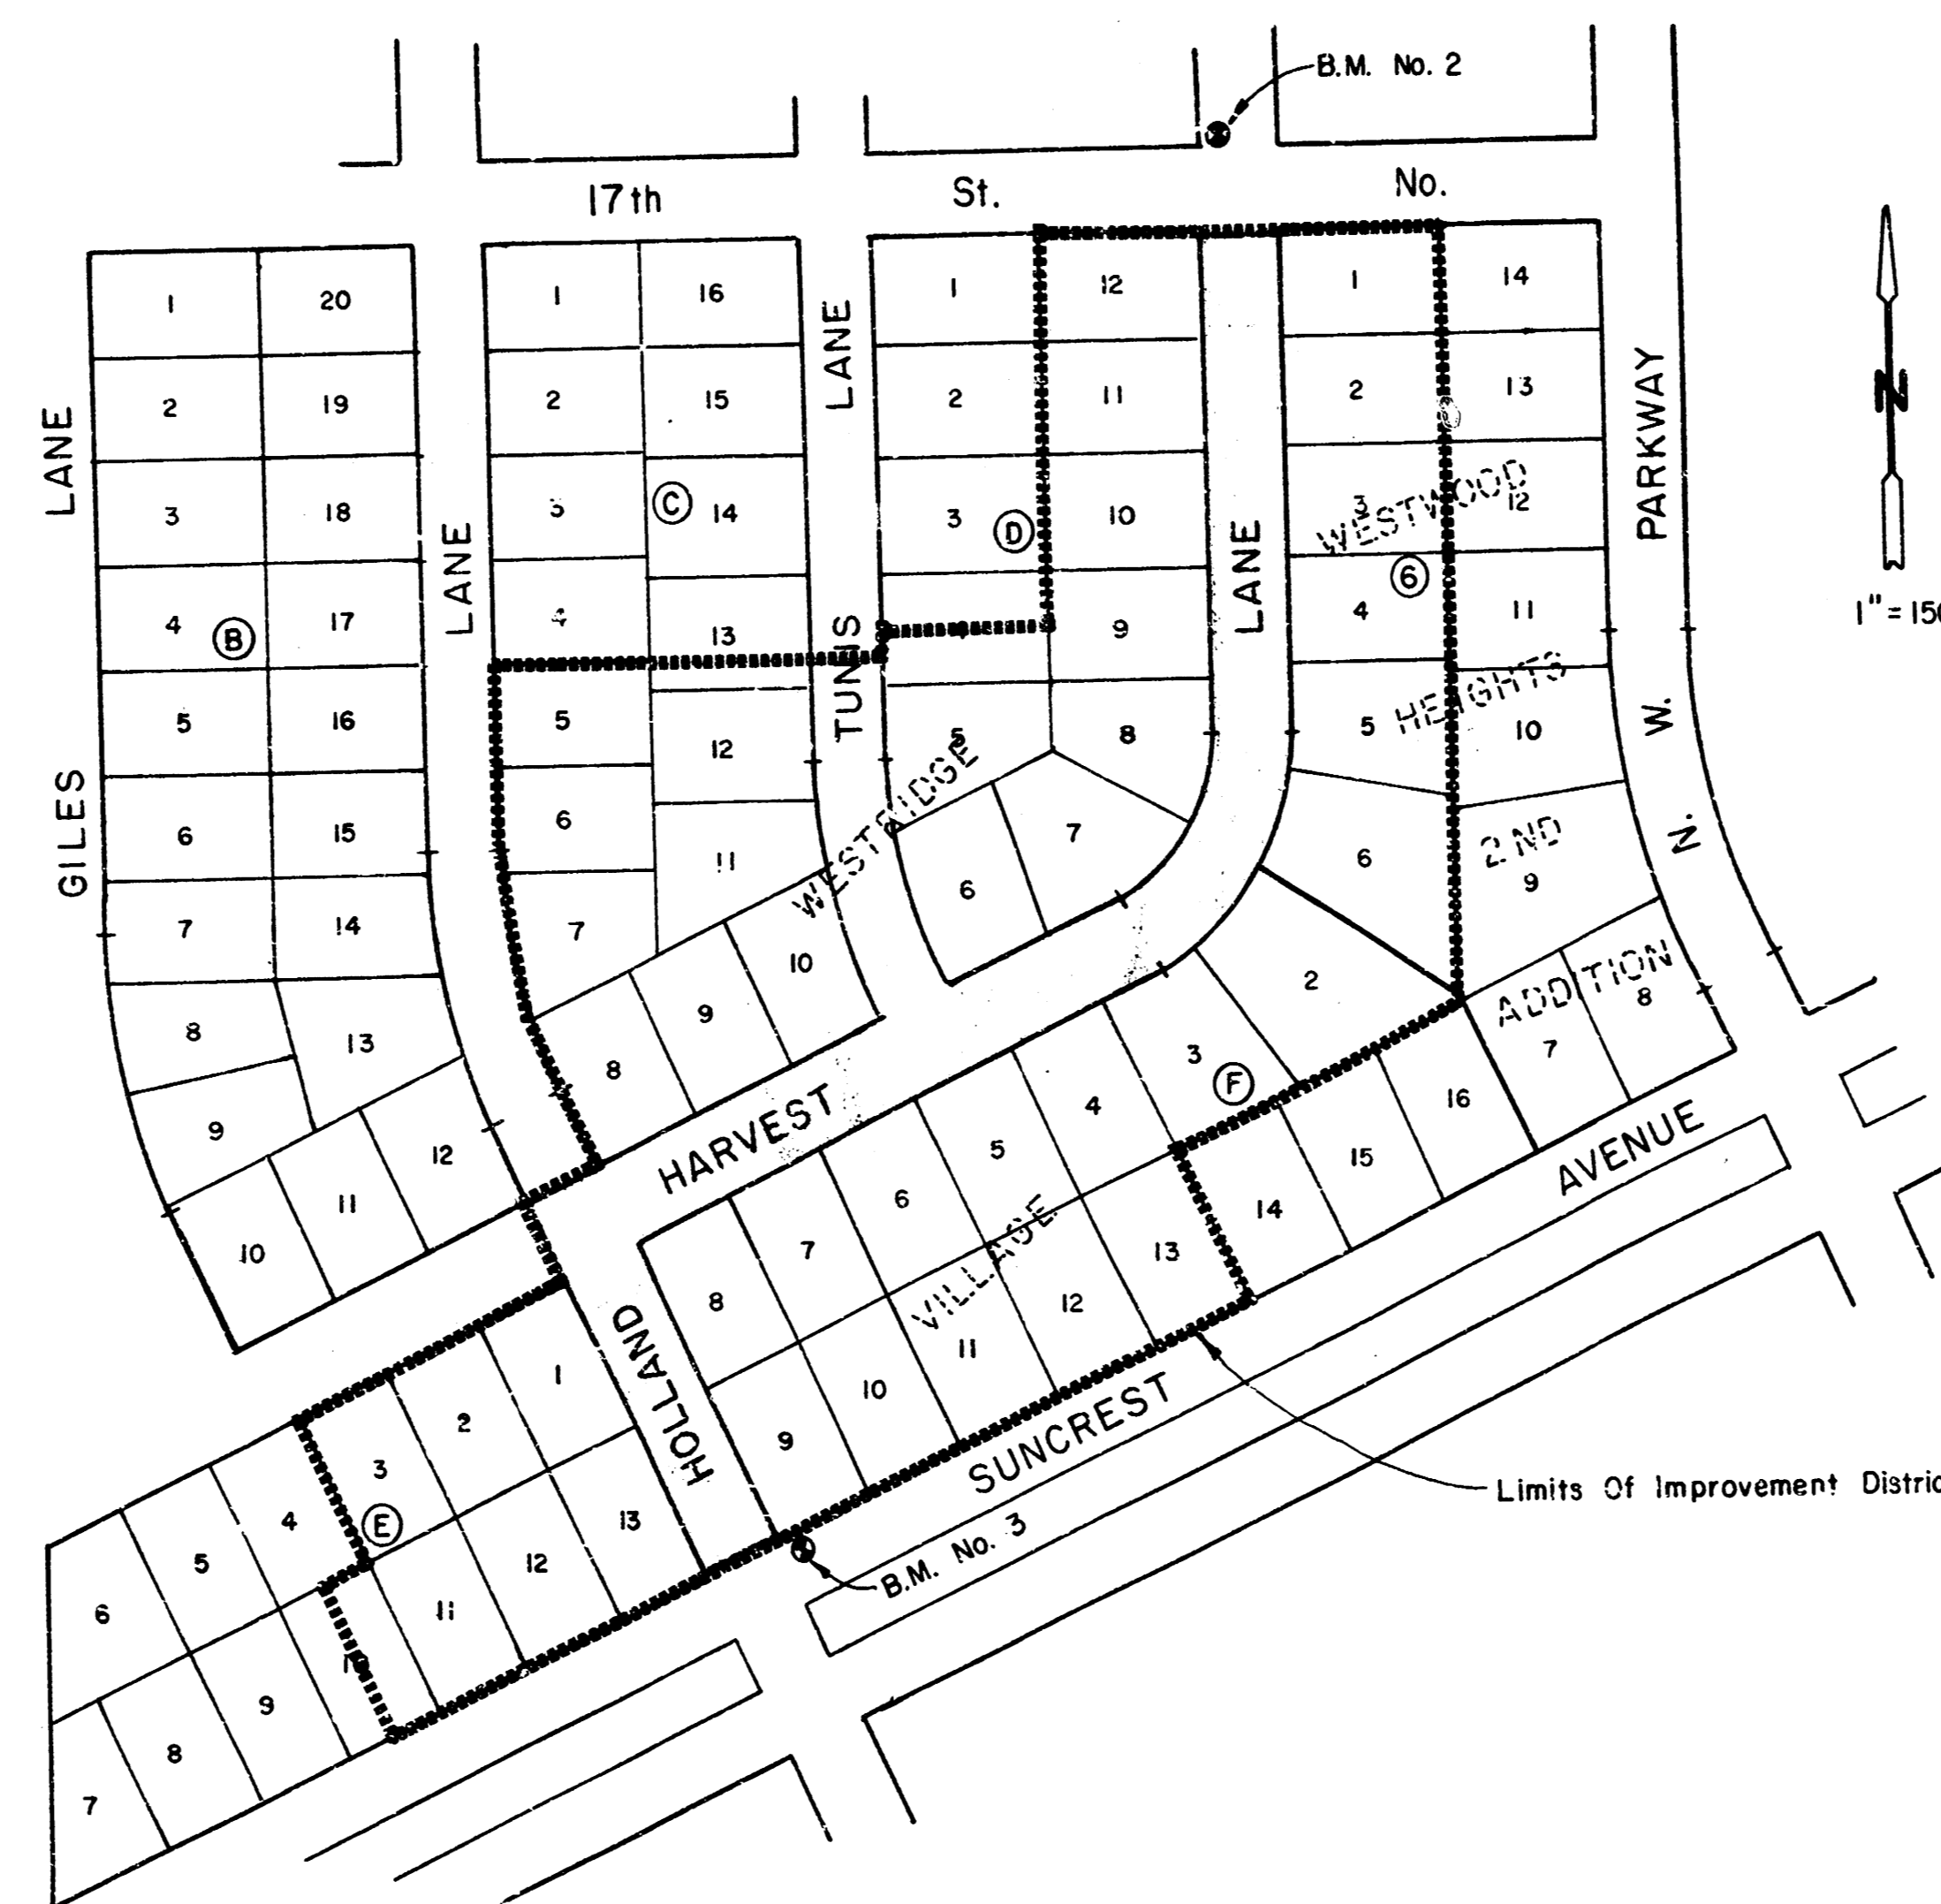 B.M. No. 2
17th St. No.
1 20 1 16 1 12 1 14
2 19 2 15 2 11 2 13
3 18 3 C 14 3 D 10 3 12
WESTWOOD
4 B 17 4 13 9 4 6 11
5 16 5 12 5 8 5 10
HEIGHTS
6 15 6 11 6 7 6 9
2 ND
7 14 7 10 2 8
ADDITION
8 13 8 9 3 F 7
9 12 4 16
10 11 5 15
6 14
7 13
8 12
11
10
9
LANE
GILES
LANE
LANE
TUNIS
LANE
PARKWAY
W.
N.
N
WESTRIDGE
VILLAGE
HARVEST
HOLLAND
AVENUE
SUNCREST
1
2
3
4 E
5 13
6 12
11
9
8
7
B.M. No. 3
Limits Of Improvement